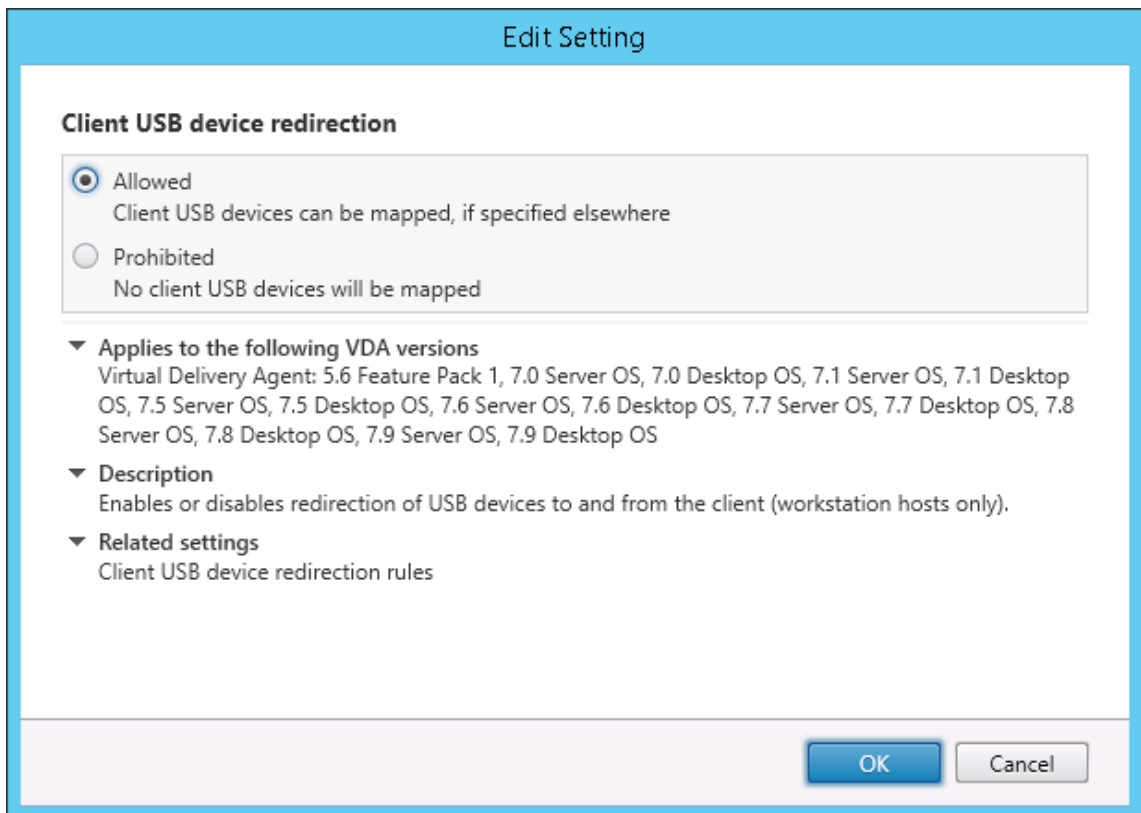 Edit Setting
Client USB device redirection
Allowed
Client USB devices can be mapped, if specified elsewhere
Prohibited
No client USB devices will be mapped
Applies to the following VDA versions
Virtual Delivery Agent: 5.6 Feature Pack 1, 7.0 Server OS, 7.0 Desktop OS, 7.1 Server OS, 7.1 Desktop
OS, 7.5 Server OS, 7.5 Desktop OS, 7.6 Server OS, 7.6 Desktop OS, 7.7 Server OS, 7.7 Desktop OS, 7.8
Server OS, 7.8 Desktop OS, 7.9 Server OS, 7.9 Desktop OS
Description
Enables or disables redirection of USB devices to and from the client (workstation hosts only).
Related settings
Client USB device redirection rules
OK Cancel